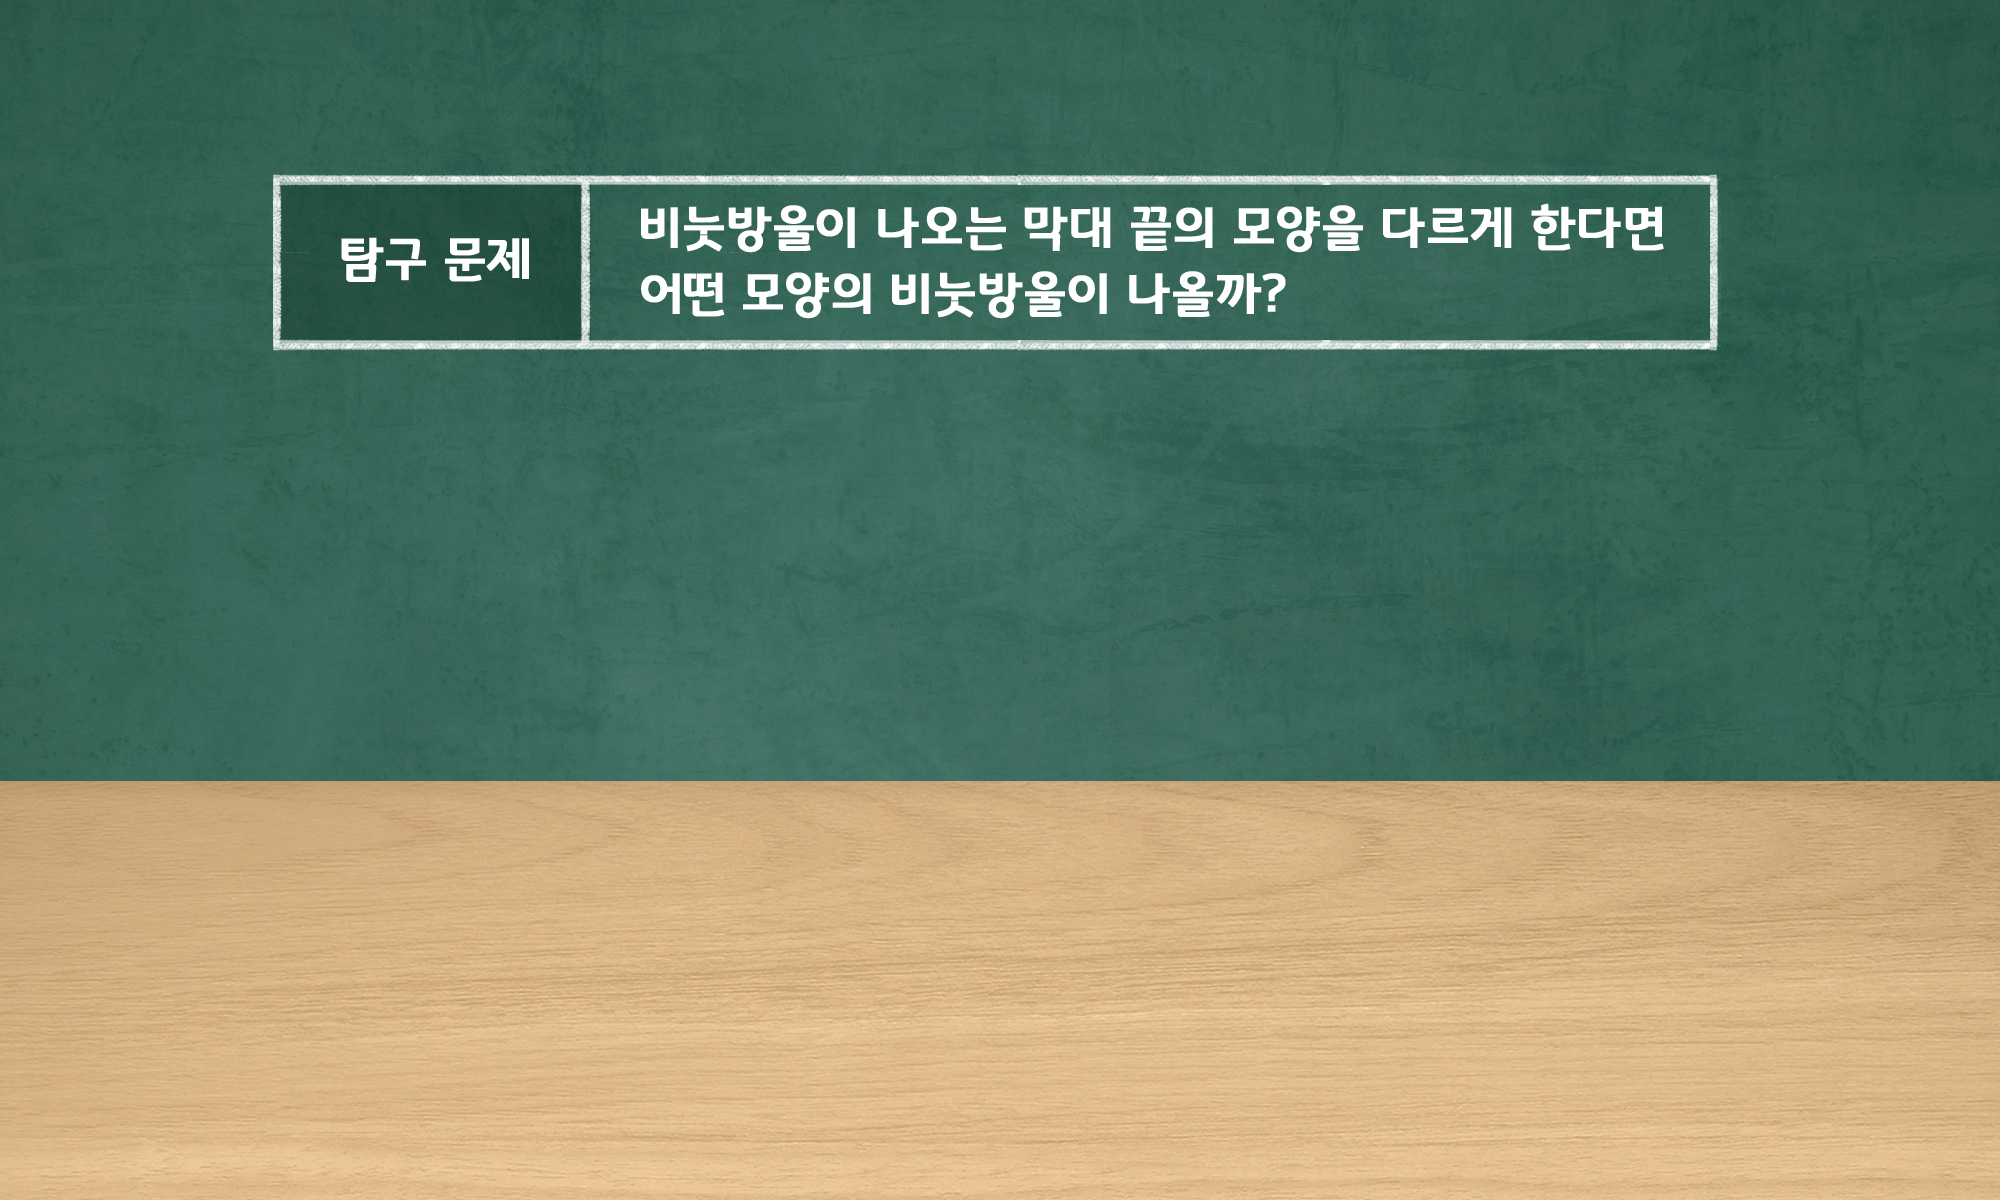 탐구 문제
비눗방울이 나오는 막대 끝의 모양을 다르게 한다면
어떤 모양의 비눗방울이 나올까?